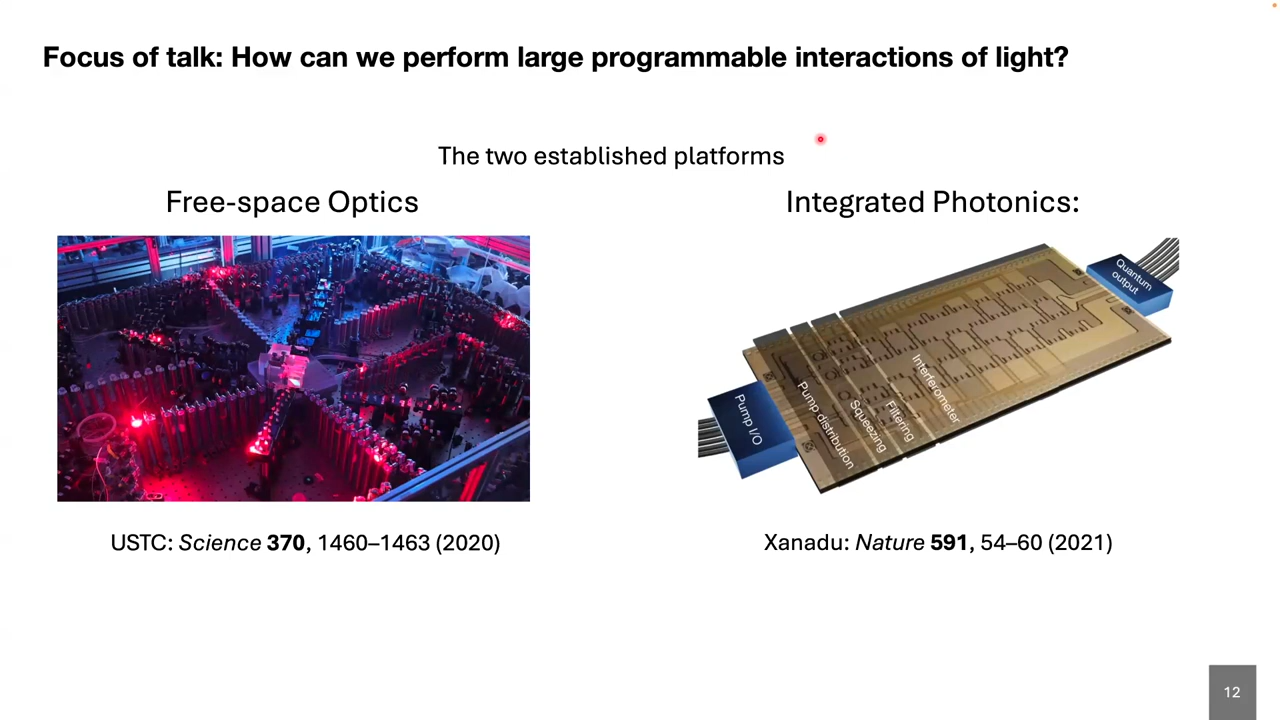 Focus of talk: How can we perform large programmable interactions of light?
The two established platforms
Free-space Optics
Integrated Photonics:
Quantum output
Pump I/O
Pump distribution
Squeezing
Filtering
Interferometer
USTC: Science 370, 1460–1463 (2020)
Xanadu: Nature 591, 54–60 (2021)
12